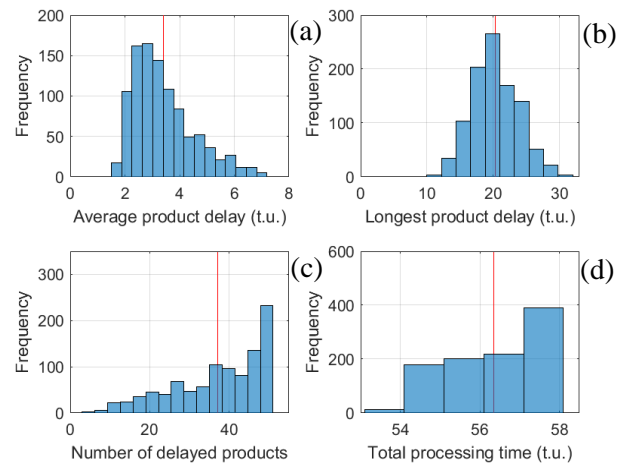 200
150
100
50
0
Frequency
0 2 4 6 8
Average product delay (t.u.)
(a)
300
200
100
0
Frequency
0 10 20 30
Longest product delay (t.u.)
(b)
300
200
100
0
Frequency
0 20 40
Number of delayed products
(c)
600
400
200
0
Frequency
54 56 58
Total processing time (t.u.)
(d)